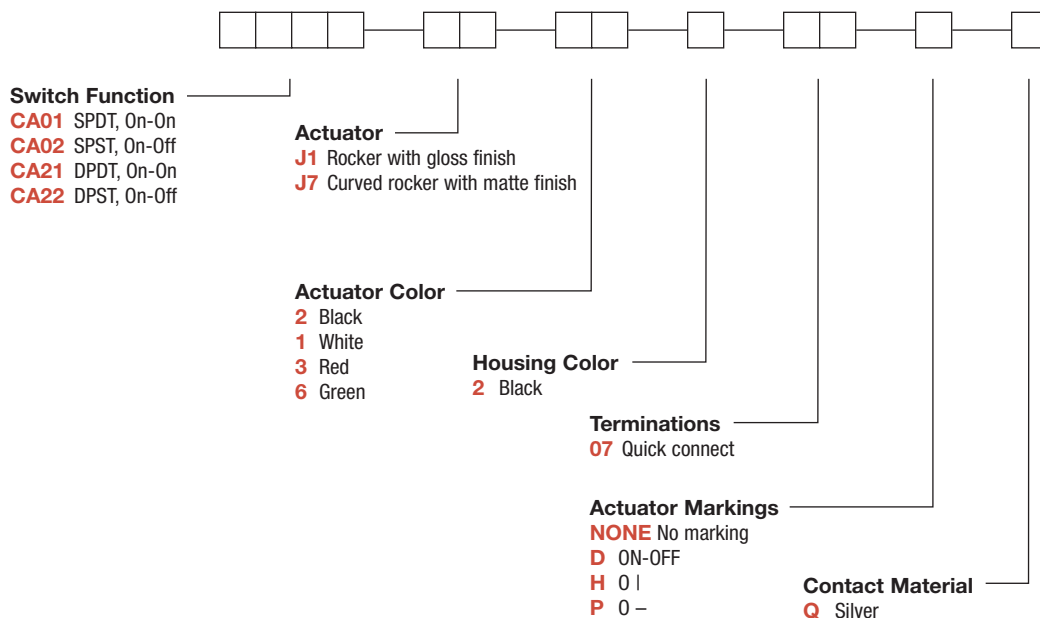 Switch Function
CA01 SPDT, On-On
CA02 SPST, On-Off
CA21 DPDT, On-On
CA22 DPST, On-Off
Actuator
J1 Rocker with gloss finish
J7 Curved rocker with matte finish
Actuator Color
2 Black
1 White
3 Red
6 Green
Housing Color
2 Black
Terminations
07 Quick connect
Actuator Markings
NONE No marking
D ON-OFF
H 0 |
P 0 –
Contact Material
Q Silver